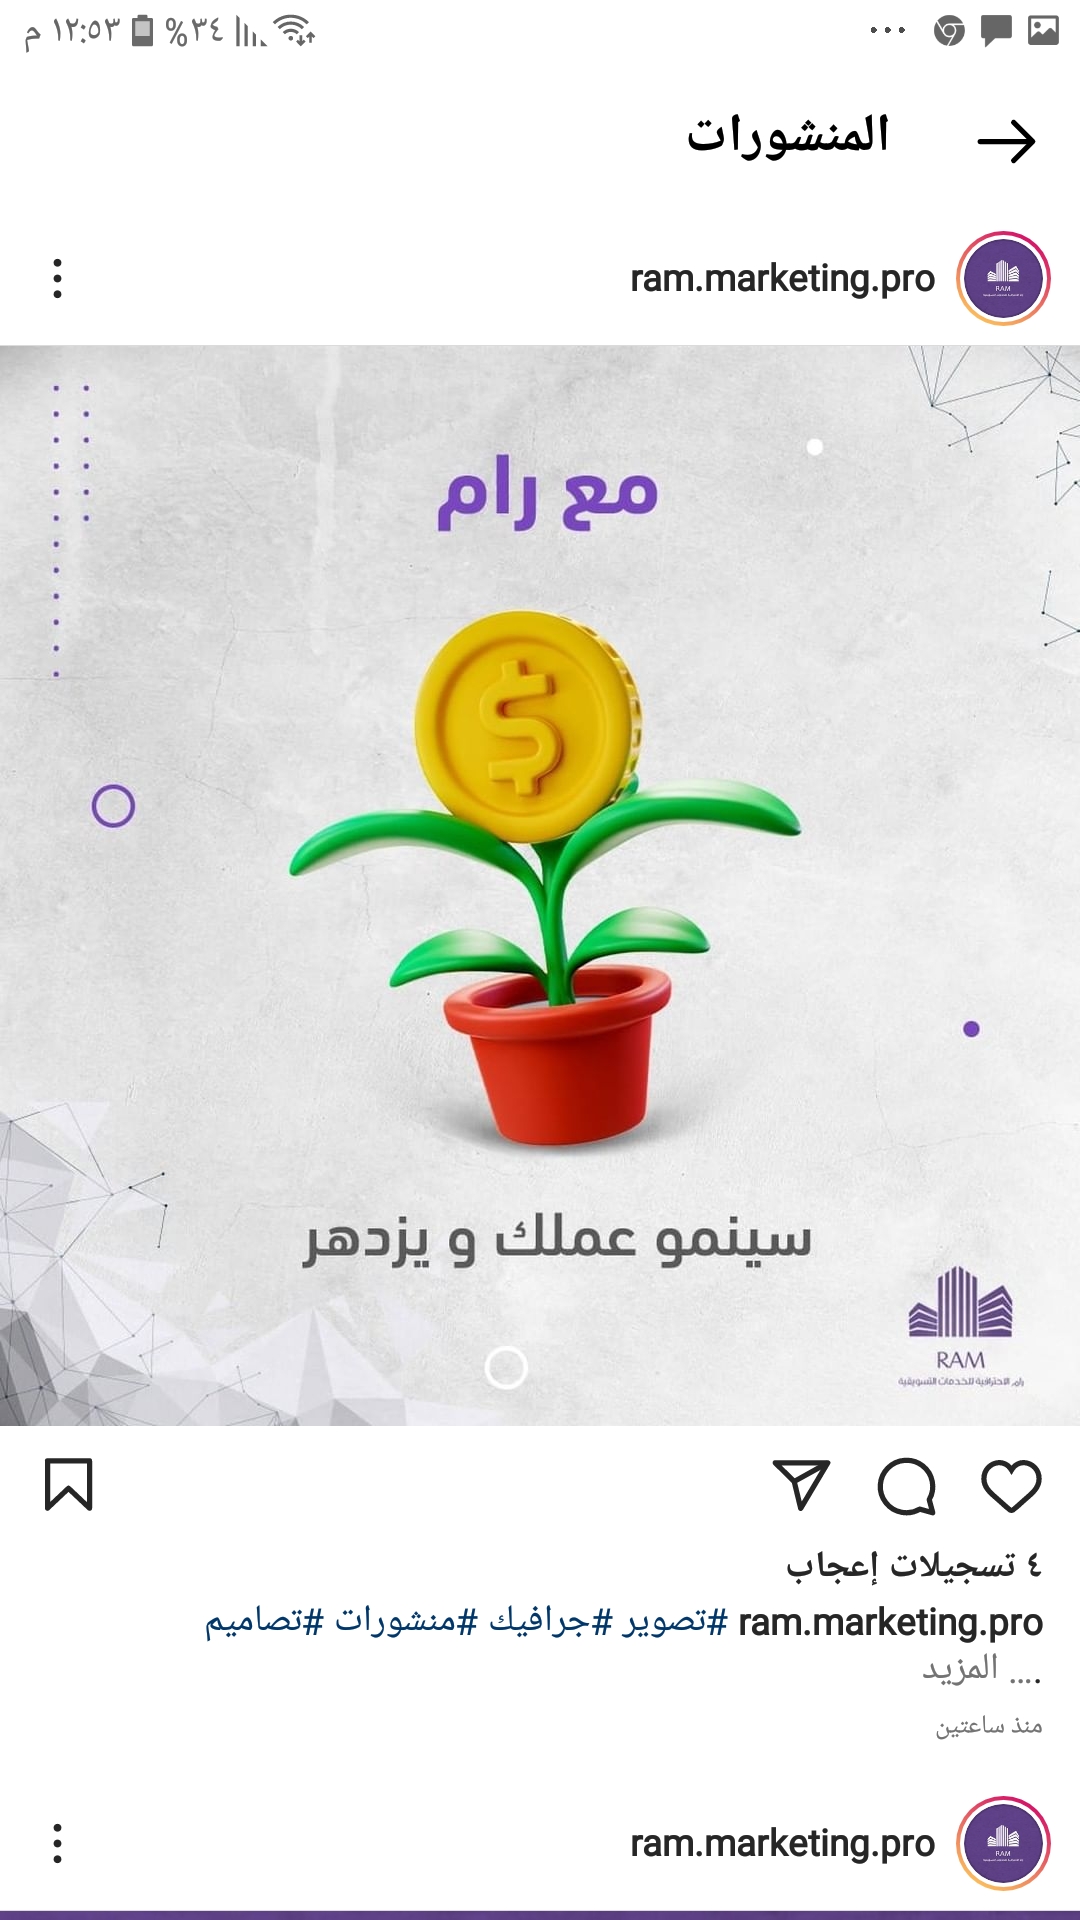 ١٢:٥٣ م
%٣٤
المنشورات
ram.marketing.pro
مع رام
سينمو عملك و يزدهر
RAM
رام الاحترافية للخدمات التسويقية
٤ تسجيلات إعجاب
ram.marketing.pro #تصوير #جرافيك #منشورات #تصاميم
.... المزيد
منذ ساعتين
ram.marketing.pro